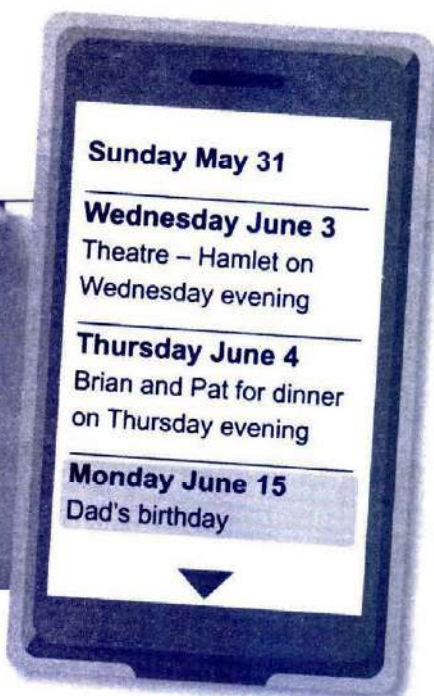 Sunday May 31
Wednesday June 3
Theatre – Hamlet on
Wednesday evening
Thursday June 4
Brian and Pat for dinner
on Thursday evening
Monday June 15
Dad's birthday